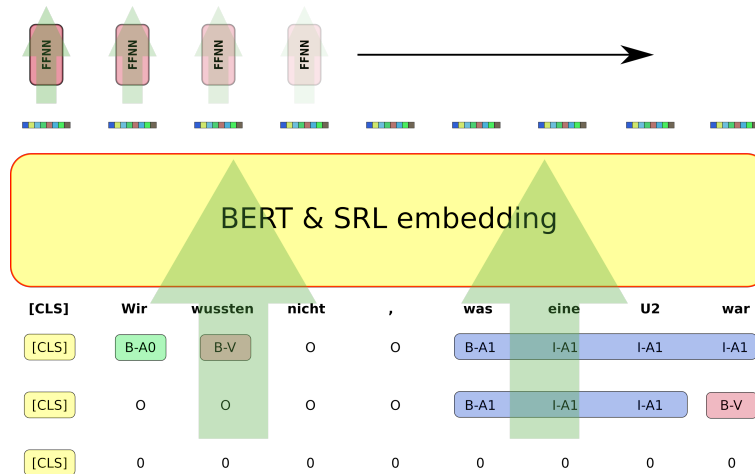 FFNN FFNN FFNN FFNN
BERT & SRL embedding
[CLS] Wir wussten nicht , was eine U2 war
[CLS] B-A0 B-V O O B-A1 I-A1 I-A1 I-A1
[CLS] O O O O B-A1 I-A1 I-A1 B-V
[CLS] 0 0 0 0 0 0 0 0